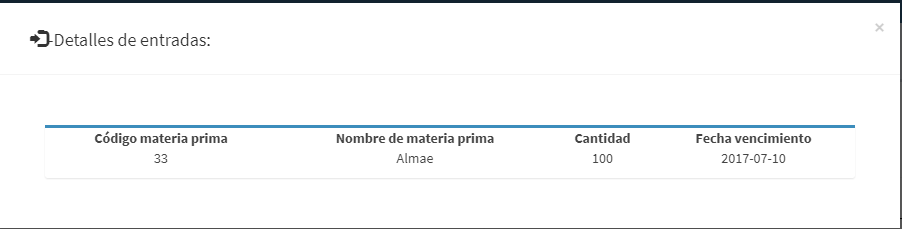 -Detalles de entradas:
×
Código materia prima Nombre de materia prima Cantidad Fecha vencimiento
33 Almae 100 2017-07-10